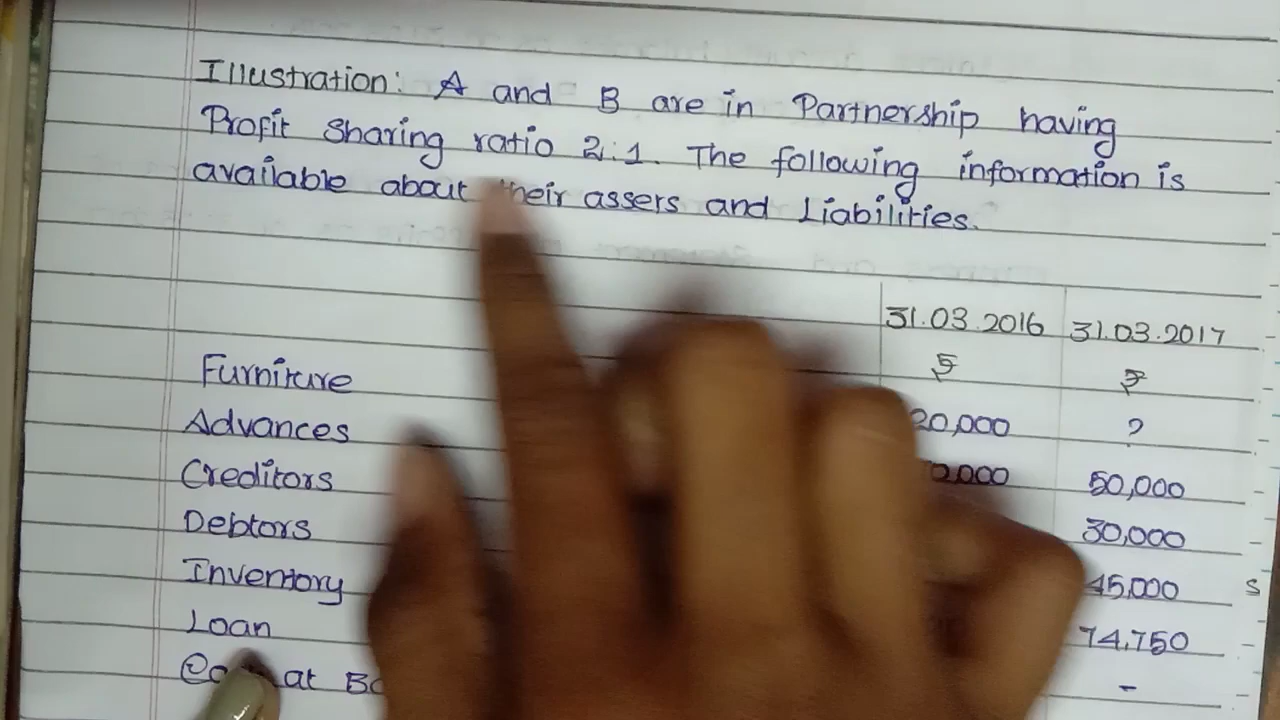 Illustration: A and B are in Partnership having
Profit Sharing ratio 2:1. The following information is
available about their assers and Liabilities.
31.03.2016 31.03.2017
₹ ₹
Furniture
Advances 20,000 ?
Creditors 50,000
Debtors 30,000
Inventory 45,000 s
Loan 74,750
at -